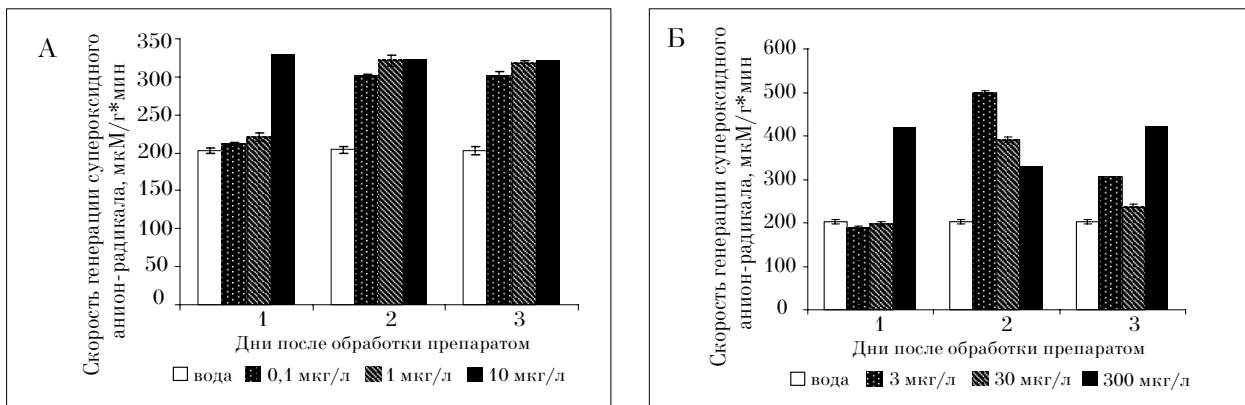 А
Скорость генерации супероксидного
анион-радикала, мкМ/г*мин
350
300
250
200
150
100
50
0
1 2 3
Дни после обработки препаратом
вода 0,1 мкг/л 1 мкг/л 10 мкг/л
Б
Скорость генерации супероксидного
анион-радикала, мкМ/г*мин
600
500
400
300
200
100
0
1 2 3
Дни после обработки препаратом
вода 3 мкг/л 30 мкг/л 300 мкг/л